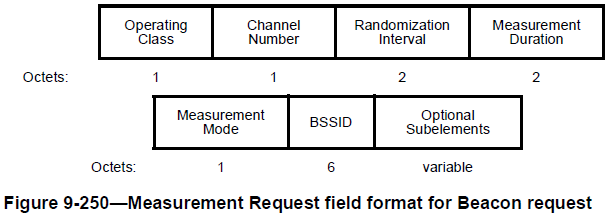 Operating Channel Randomization Measurement
Class Number Interval Duration
Octets: 1 1 2 2
Measurement BSSID Optional
Mode Subelements
Octets: 1 6 variable
Figure 9-250—Measurement Request field format for Beacon request